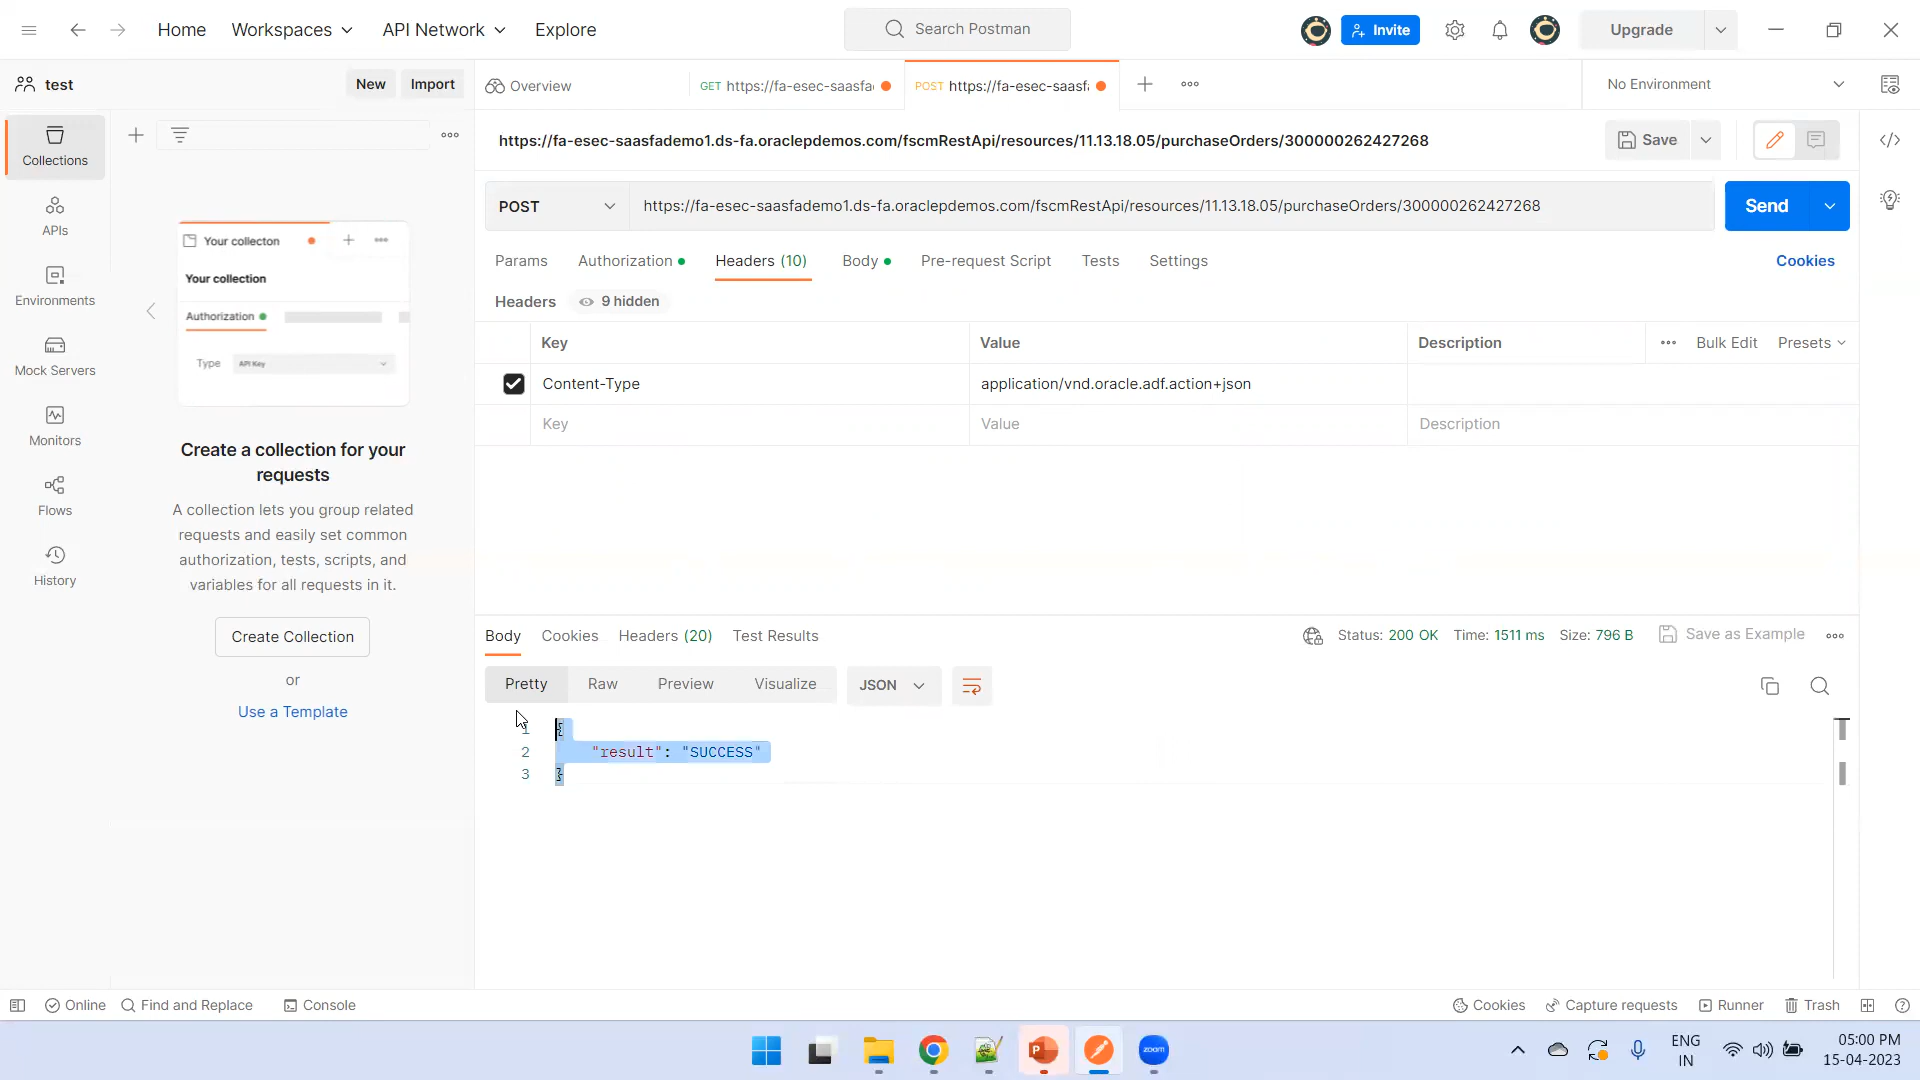 Home
Workspaces
API Network
Explore
Search Postman
Invite
Upgrade
test
New
Import
Overview
GET https://fa-esec-saasfa
POST https://fa-esec-saasfa
No Environment
https://fa-esec-saasfademo1.ds-fa.oraclepdemos.com/fscmRestApi/resources/11.13.18.05/purchaseOrders/300000262427268
Save
POST
https://fa-esec-saasfademo1.ds-fa.oraclepdemos.com/fscmRestApi/resources/11.13.18.05/purchaseOrders/300000262427268
Send
Params
Authorization
Headers (10)
Body
Pre-request Script
Tests
Settings
Cookies
Headers
9 hidden
Key
Value
Description
Bulk Edit
Presets
Content-Type
application/vnd.oracle.adf.action+json
Key
Value
Description
Collections
APIs
Environments
Mock Servers
Monitors
Flows
History
Your collecton
Your collection
Authorization
Type
API Key
Create a collection for your
requests
A collection lets you group related
requests and easily set common
authorization, tests, scripts, and
variables for all requests in it.
Create Collection
or
Use a Template
Body
Cookies
Headers (20)
Test Results
Status: 200 OK
Time: 1511 ms
Size: 796 B
Save as Example
Pretty
Raw
Preview
Visualize
JSON
1 {
2 "result": "SUCCESS"
3 }
Online
Find and Replace
Console
Cookies
Capture requests
Runner
Trash
zoom
ENG
IN
05:00 PM
15-04-2023